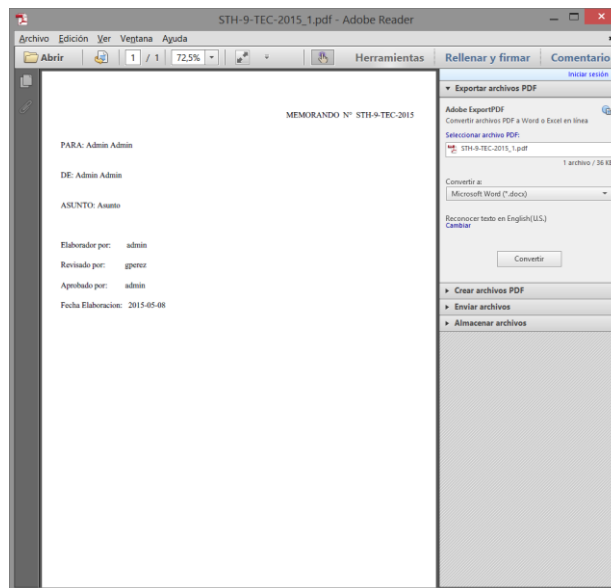 STH-9-TEC-2015_1.pdf - Adobe Reader
Archivo Edición Ver Ventana Ayuda
Abrir 1 / 1 72,5% Herramientas Rellenar y firmar Comentario
Iniciar sesión
MEMORANDO N° STH-9-TEC-2015
PARA: Admin Admin
DE: Admin Admin
ASUNTO: Asunto
Elaborador por: admin
Revisado por: gperez
Aprobado por: admin
Fecha Elaboracion: 2015-05-08
Exportar archivos PDF
Adobe ExportPDF
Convertir archivos PDF a Word o Excel en línea
Seleccionar archivo PDF:
STH-9-TEC-2015_1.pdf
1 archivo / 36 KB
Convertir a:
Microsoft Word (*.docx)
Reconocer texto en English(U.S.)
Cambiar
Convertir
Crear archivos PDF
Enviar archivos
Almacenar archivos